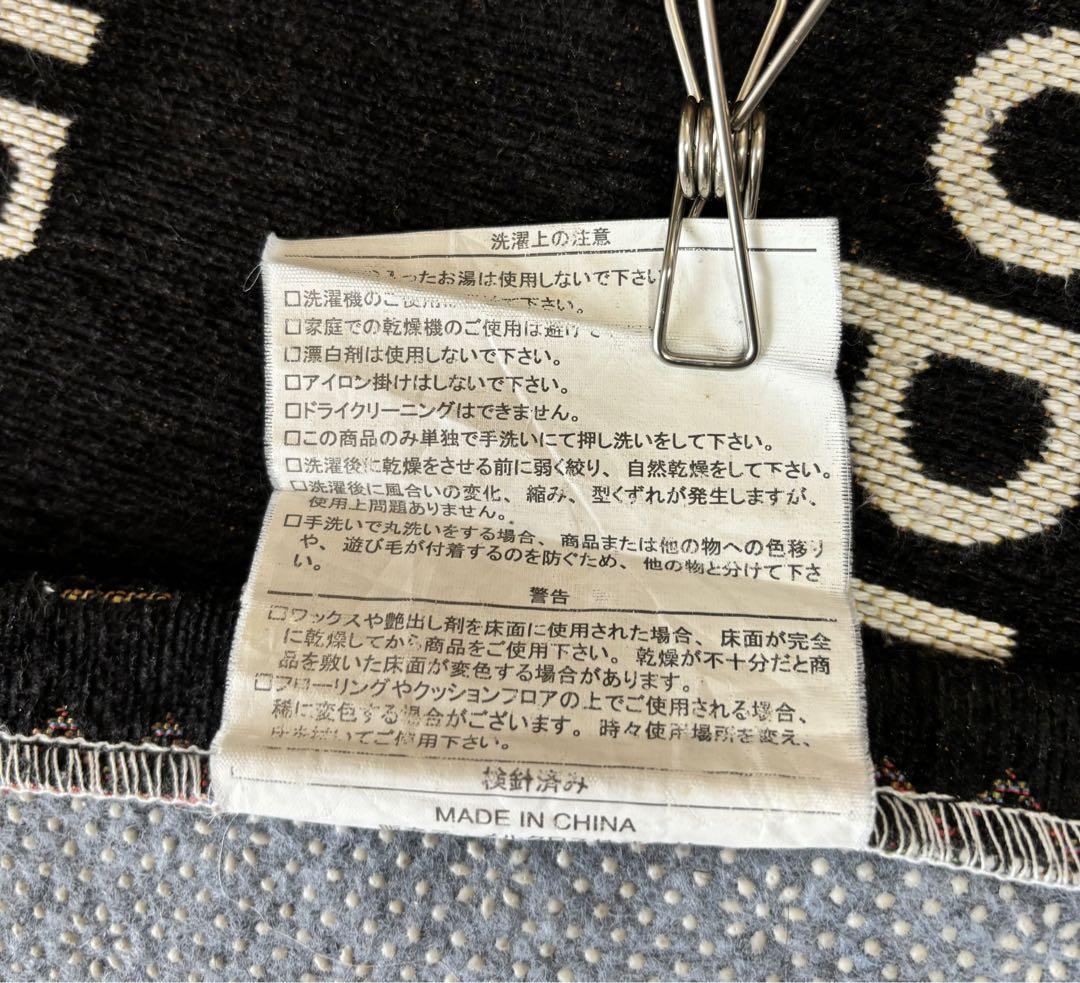 洗濯上の注意
ったお湯は使用しないで下さい
□洗濯機のご使用は 下さい。
□家庭での乾燥機のご使用は避けて
□漂白剤は使用しないで下さい。
□アイロン掛けはしないで下さい。
□ドライクリーニングはできません。
□この商品のみ単独で手洗いにて押し洗いをして下さい。
□洗濯後に乾燥をさせる前に弱く絞り、自然乾燥をして下さい。
□洗濯後に風合いの変化、縮み、型くずれが発生しますが、
使用上問題ありません。
□手洗いで丸洗いをする場合、商品または他の物への色移り
や、遊び毛が付着するのを防ぐため、他の物と分けて下さ
い。
警告
□ワックスや艶出し剤を床面に使用された場合、床面が完全
に乾燥してから商品をご使用下さい。乾燥が不十分だと商
品を敷いた床面が変色する場合があります。
□フローリングやクッションフロアの上でご使用される場合、
稀に変色する場合がございます。時々使用場所を変え、
拭いてご使用下さい。
検針済み
MADE IN CHINA